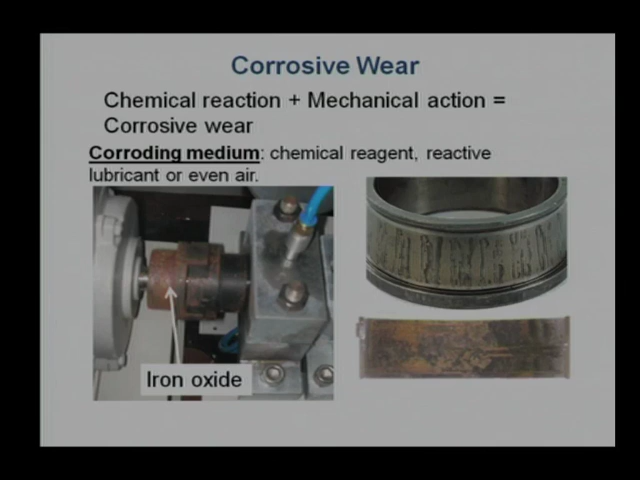 Corrosive Wear
Chemical reaction + Mechanical action =
Corrosive wear
Corroding medium: chemical reagent, reactive
lubricant or even air.
Iron oxide